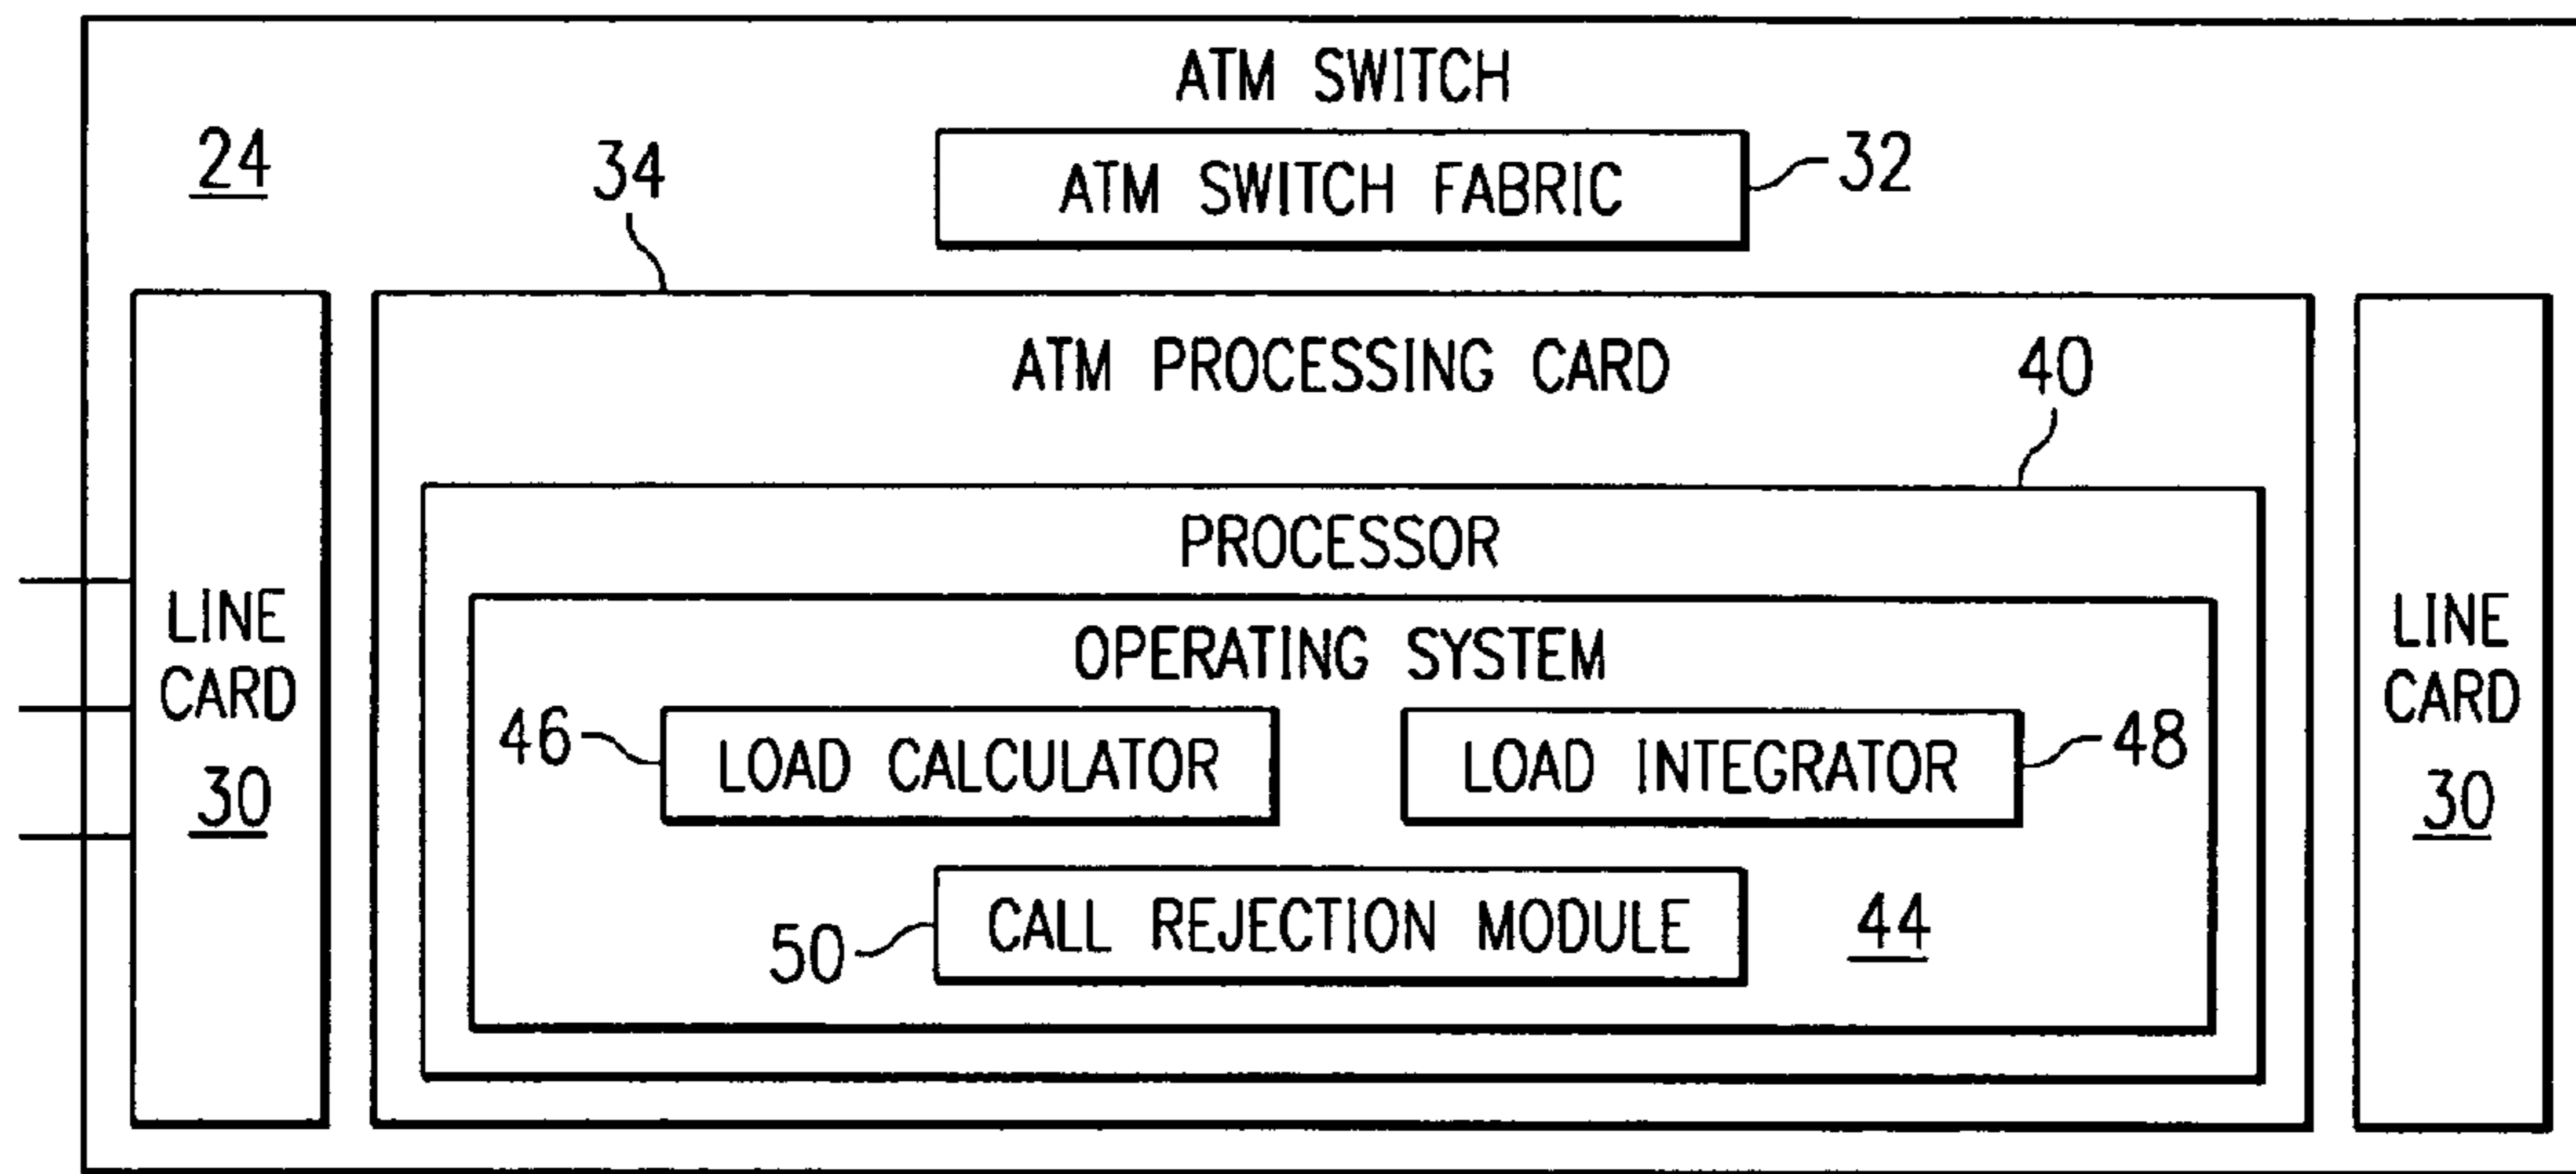 ATM SWITCH
24
34
ATM SWITCH FABRIC
32
ATM PROCESSING CARD
40
PROCESSOR
LINE
CARD
30
OPERATING SYSTEM
46
LOAD CALCULATOR
LOAD INTEGRATOR
48
50
CALL REJECTION MODULE
44
LINE
CARD
30